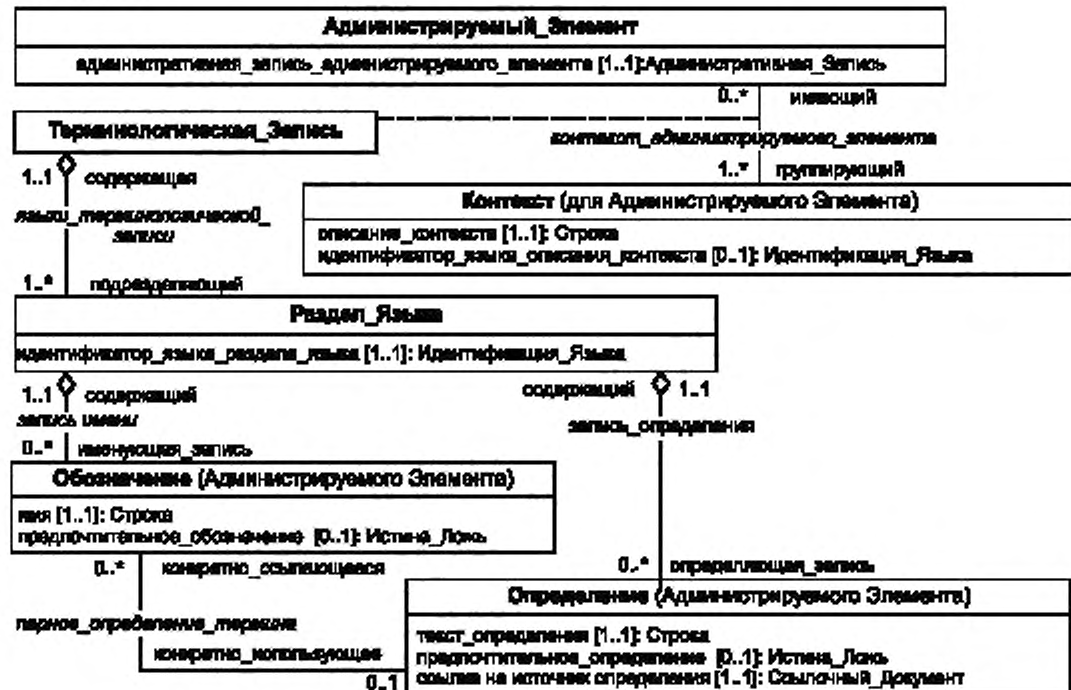 Администрируемый_Элемент
административная_запись_администрируемого_элемента [1..1]:Административная_Запись
0..* имеющий
Терминологическая_Запись
контекст_администрируемого_элемента
1..1 содержащая
1..* группирующий
языки_терминологической_
записи
Контекст (для Администрируемого Элемента)
описание_контекста [1..1]: Строка
идентификатор_языка_описания_контекста [0..1]: Идентификация_Языка
1..* подразделяющий
Раздел_Языка
идентификатор_языка_раздела_языка [1..1]: Идентификация_Языка
1..1 содержащий
содержащий 1..1
запись имени
запись_определения
0..* именующая_запись
Обозначение (Администрируемого Элемента)
имя [1..1]: Строка
предпочтительное_обозначение [0..1]: Истина_Ложь
0..* конкретно_ссылающееся
0..* определяющая_запись
Определение (Администрируемого Элемента)
парное_определение_термина
текст_определения [1..1]: Строка
конкретно_использующее
предпочтительное_определение [0..1]: Истина_Ложь
0..1
ссылка на источник определения [1..1]: Ссылочный_Документ